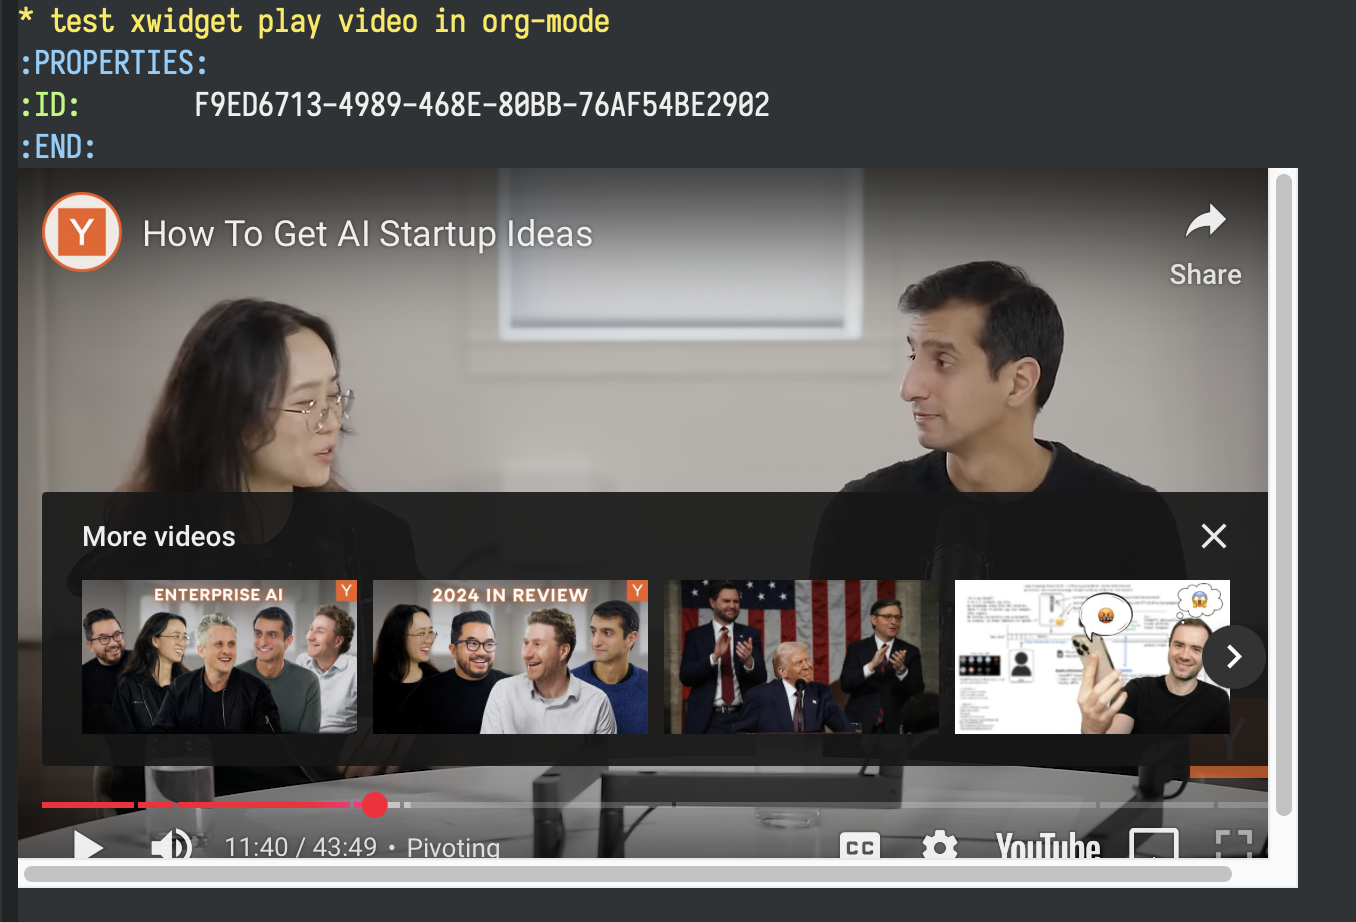 * test xwidget play video in org-mode
:PROPERTIES:
:ID: F9ED6713-4989-468E-80BB-76AF54BE2902
:END:
Y How To Get AI Startup Ideas
Share
More videos
ENTERPRISE AI Y
2024 IN REVIEW Y
11:40 / 43:49 • Pivoting
CC
YouTube